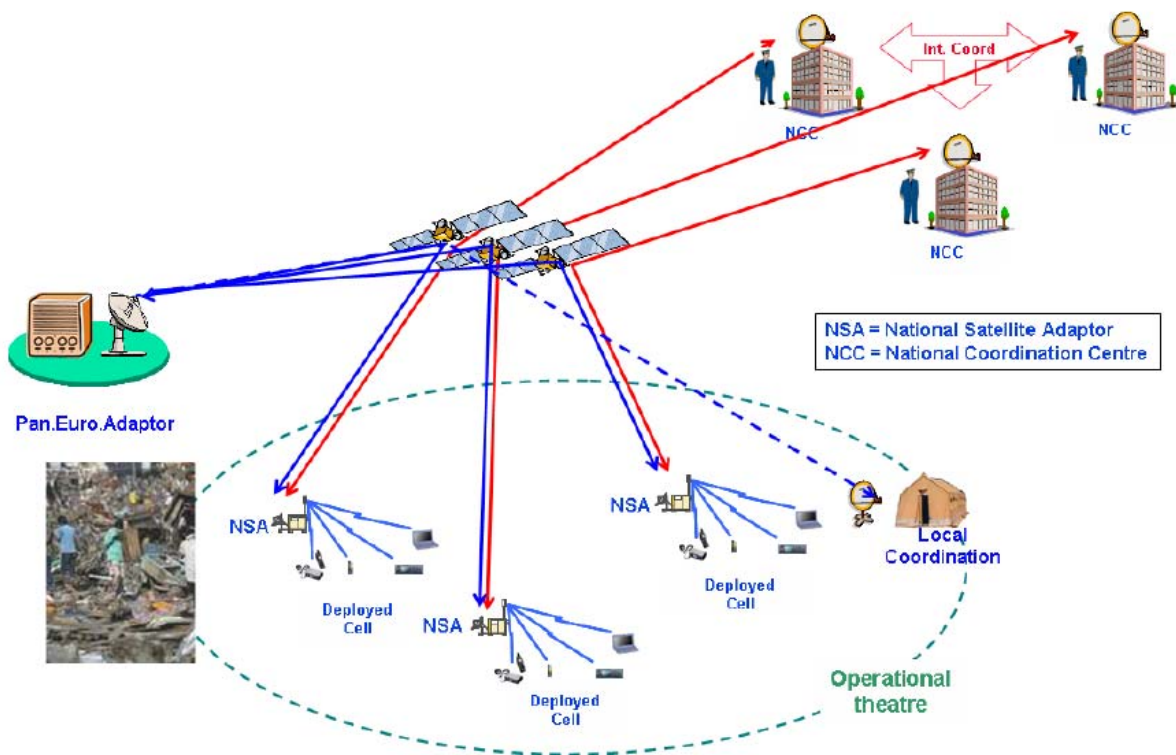 Int. Coord
NCC
NCC
NCC
NSA = National Satellite Adaptor
NCC = National Coordination Centre
Pan.Euro.Adaptor
NSA
NSA
Local
Coordination
Deployed
Cell
Deployed
Cell
NSA
Deployed
Cell
Operational
theatre